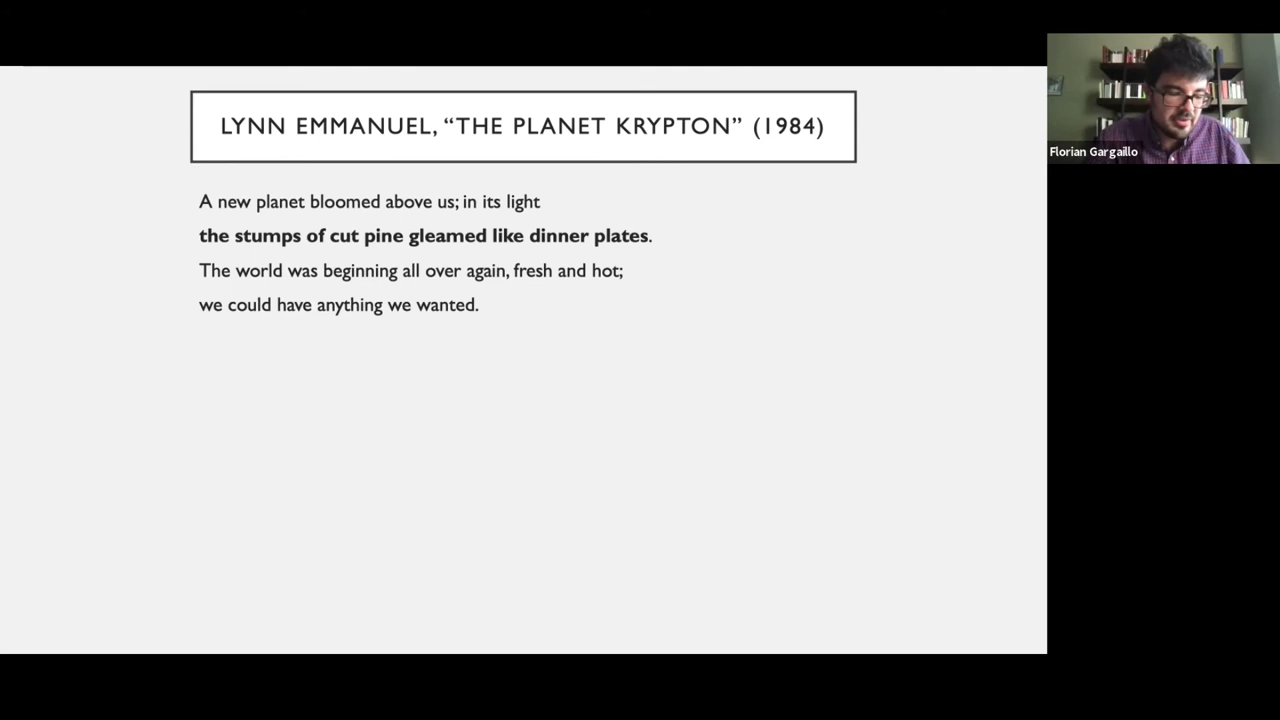 LYNN EMMANUEL, “THE PLANET KRYPTON” (1984)
A new planet bloomed above us; in its light
the stumps of cut pine gleamed like dinner plates.
The world was beginning all over again, fresh and hot;
we could have anything we wanted.
Florian Gargaillo